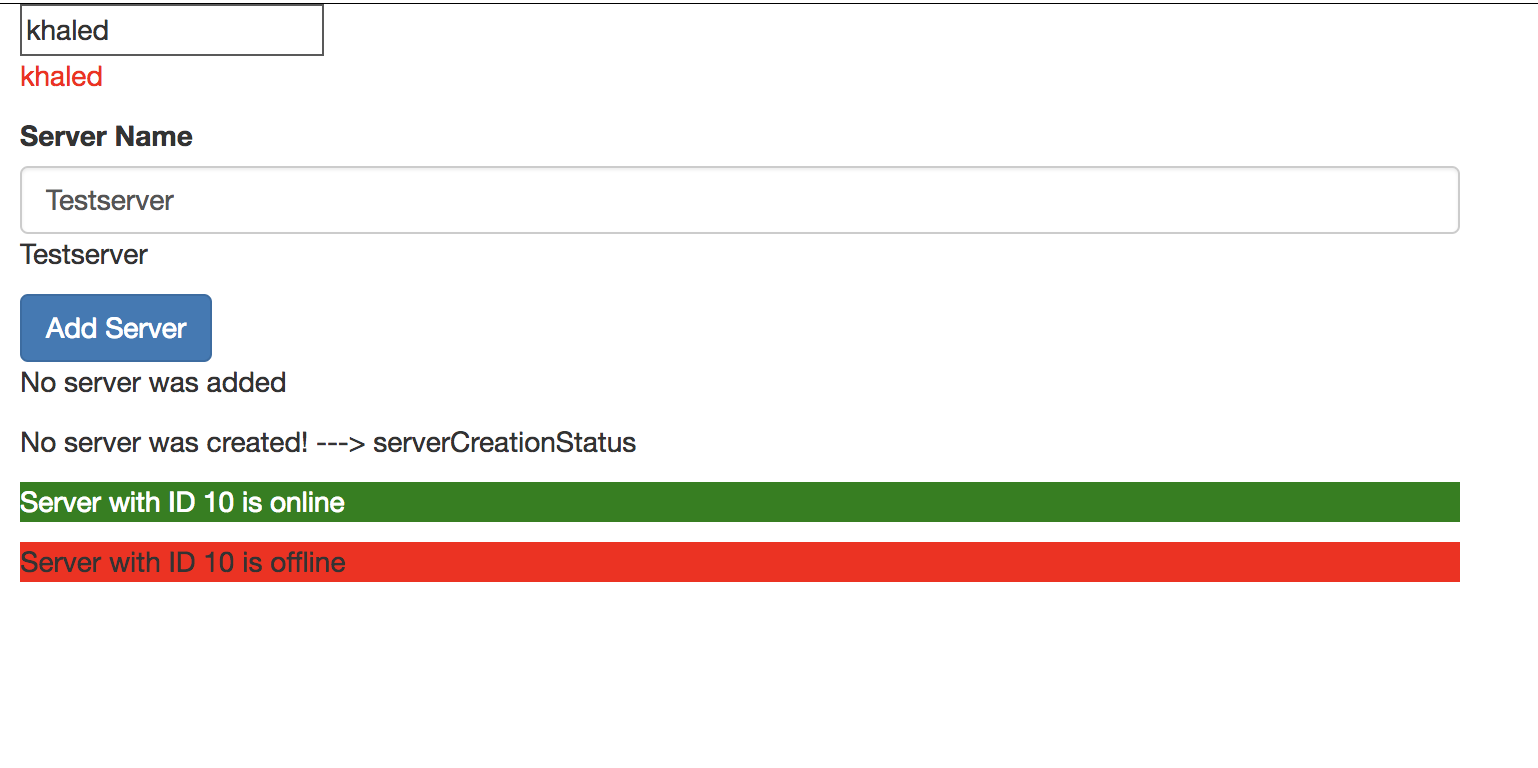 khaled
khaled
Server Name
Testserver
Testserver
Add Server
No server was added
No server was created! ---> serverCreationStatus
Server with ID 10 is online
Server with ID 10 is offline